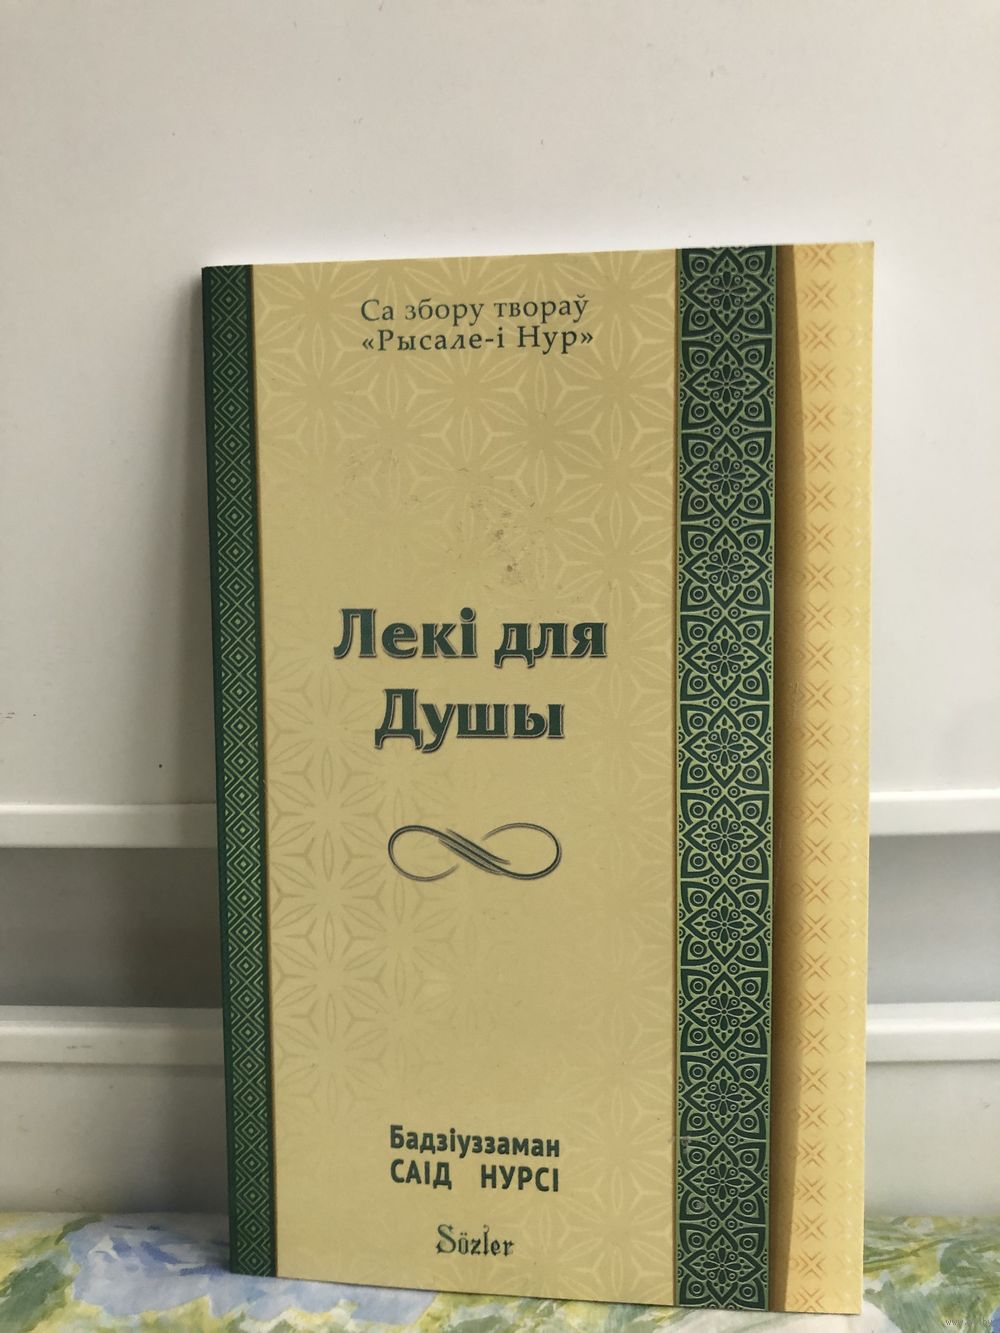 Са збору твораў
«Рысале-і Нур»
Лекі для
Душы
Бадзіуззаман
САІД НУРСІ
Sözler